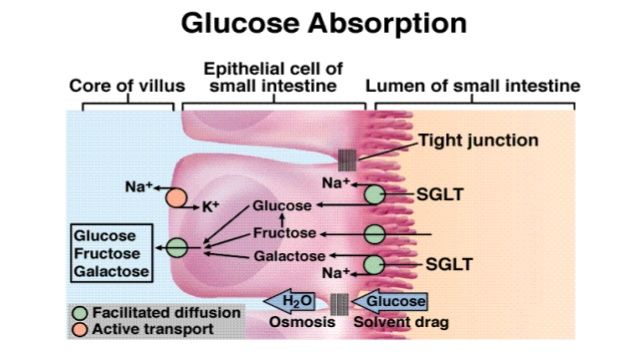 Glucose Absorption
Core of villus
Epithelial cell of
small intestine
Lumen of small intestine
Tight junction
Na+
K+
Na+
SGLT
Glucose
Fructose
Galactose
Na+
SGLT
Glucose
Fructose
Galactose
H2O
Glucose
Osmosis
Solvent drag
Facilitated diffusion
Active transport